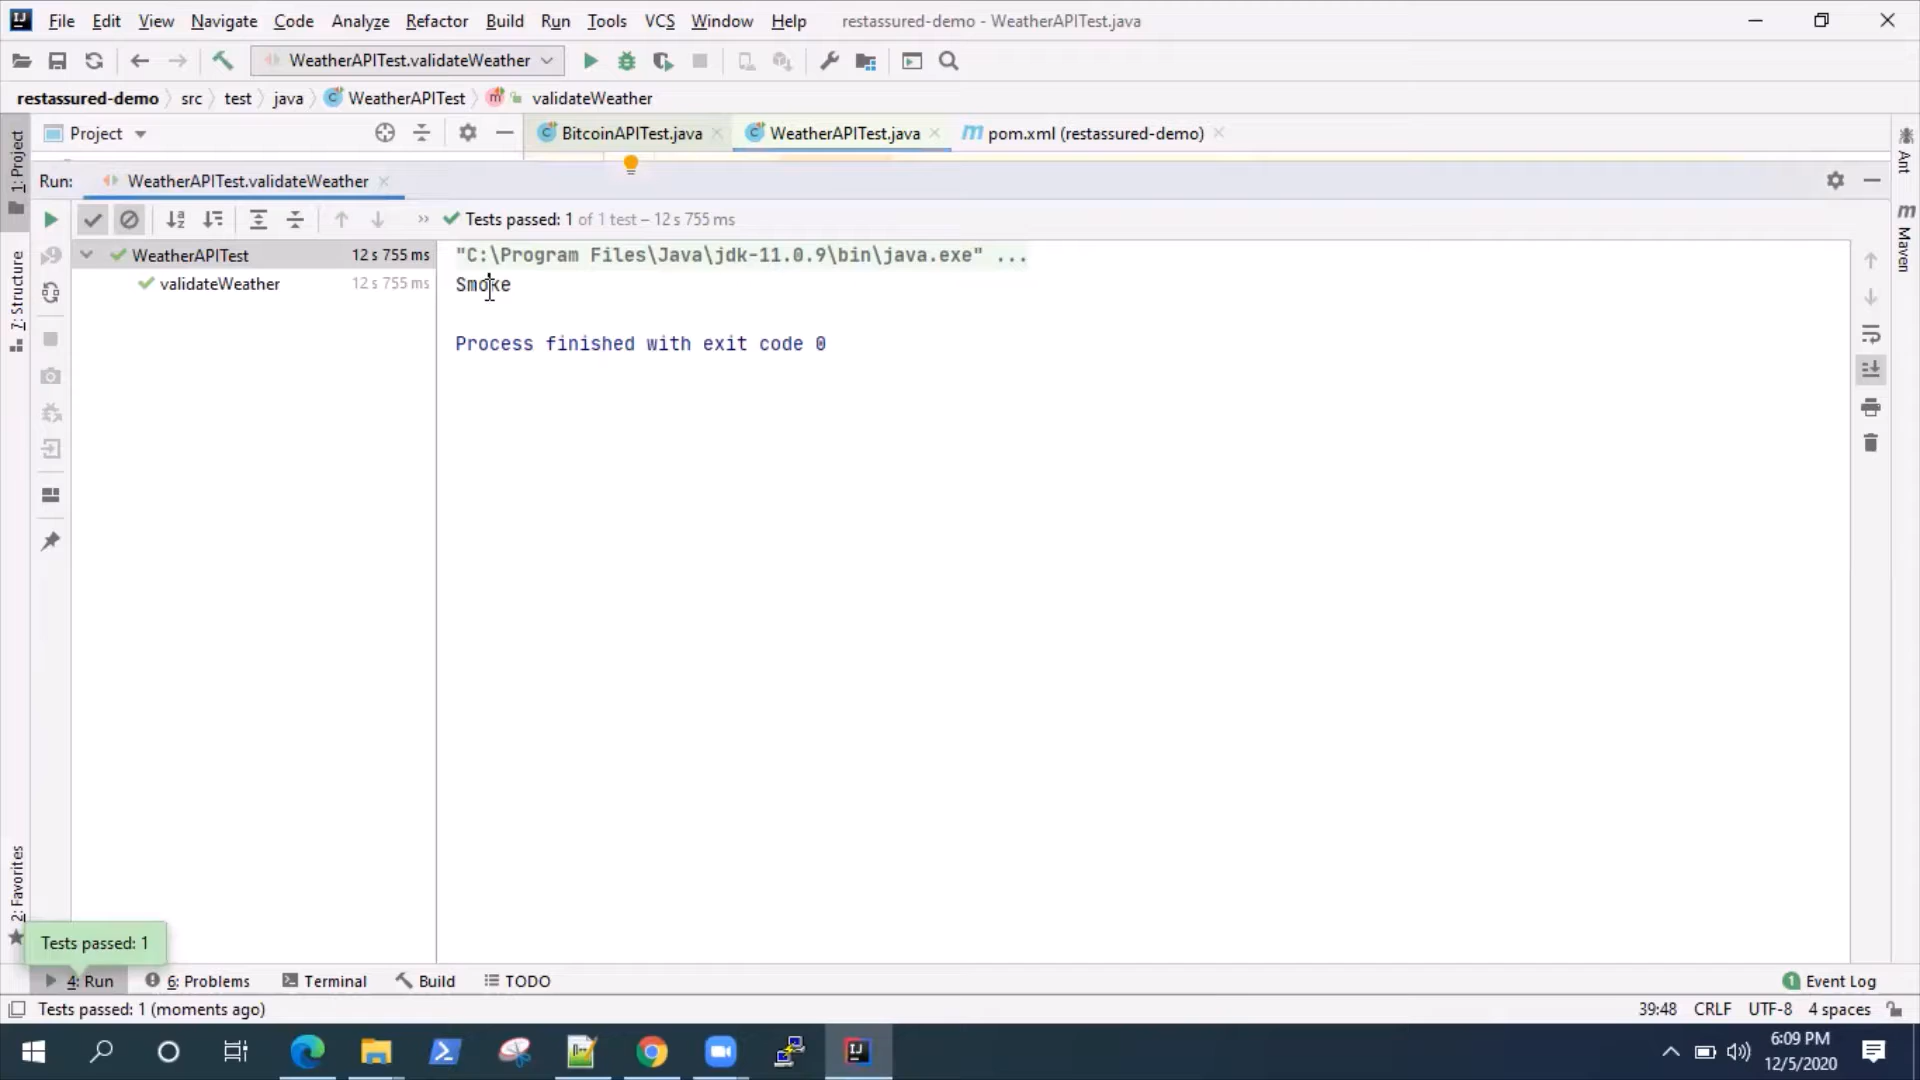 File Edit View Navigate Code Analyze Refactor Build Run Tools VCS Window Help restassured-demo - WeatherAPITest.java
WeatherAPITest.validateWeather
restassured-demo src test java WeatherAPITest m validateWeather
Project BitcoinAPITest.java WeatherAPITest.java m pom.xml (restassured-demo)
Run: WeatherAPITest.validateWeather
» Tests passed: 1 of 1 test – 12 s 755 ms
WeatherAPITest 12 s 755 ms
validateWeather 12 s 755 ms
"C:\Program Files\Java\jdk-11.0.9\bin\java.exe" ...
Smoke
Process finished with exit code 0
1: Project
7: Structure
2: Favorites
Ant
m Maven
Tests passed: 1
4: Run 6: Problems Terminal Build TODO 1 Event Log
Tests passed: 1 (moments ago) 39:48 CRLF UTF-8 4 spaces
6:09 PM
12/5/2020